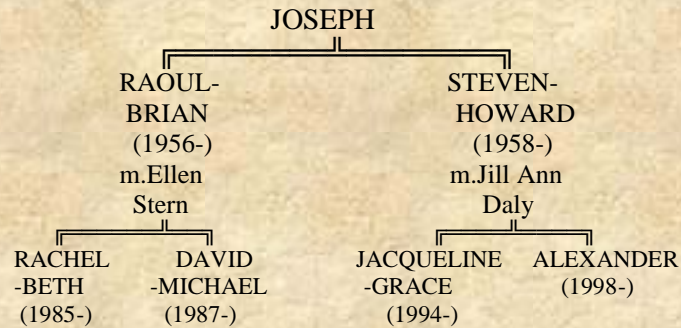 JOSEPH
RAOUL-
BRIAN
(1956-)
m.Ellen
Stern
STEVEN-
HOWARD
(1958-)
m.Jill Ann
Daly
RACHEL
-BETH
(1985-)
DAVID
-MICHAEL
(1987-)
JACQUELINE
-GRACE
(1994-)
ALEXANDER
(1998-)